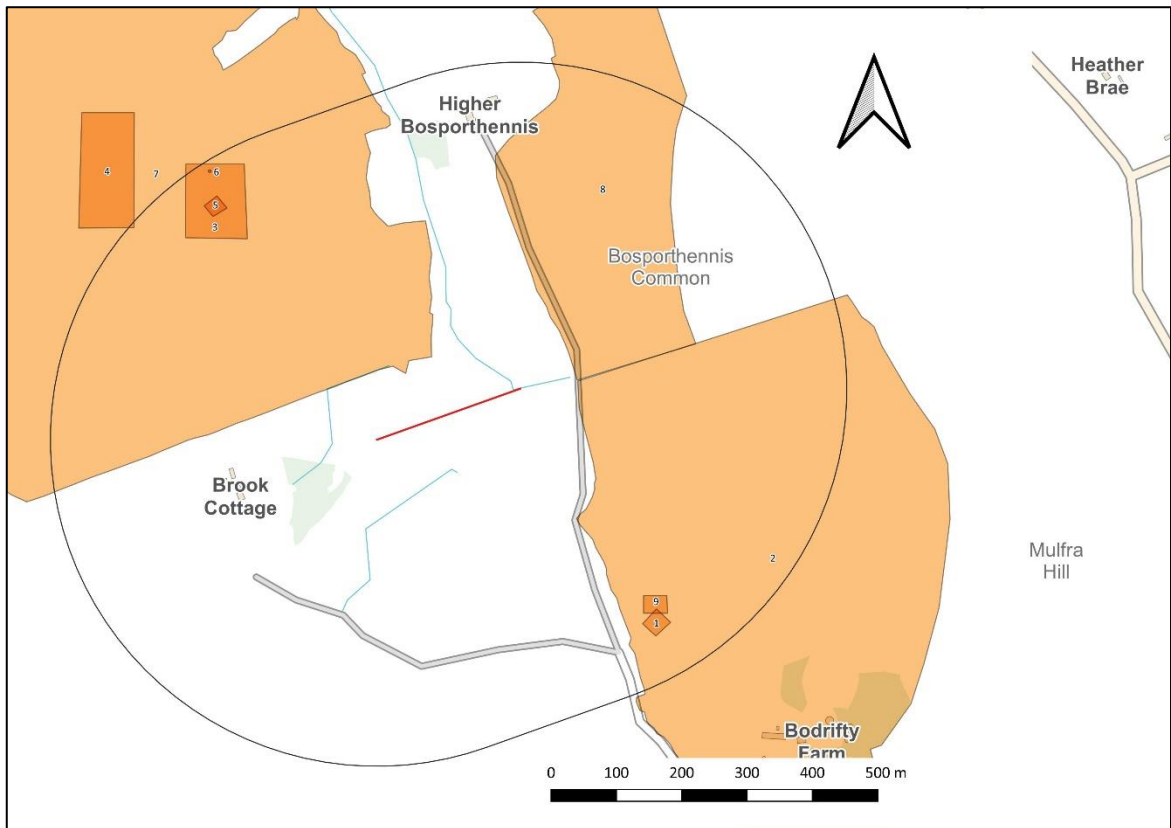 Heather
Brae
Higher
Bosporthennis
4
7
6
5
3
8
Bosporthennis
Common
Brook
Cottage
2
Mulfra
Hill
9
1
Bodrifty
Farm
0 100 200 300 400 500 m